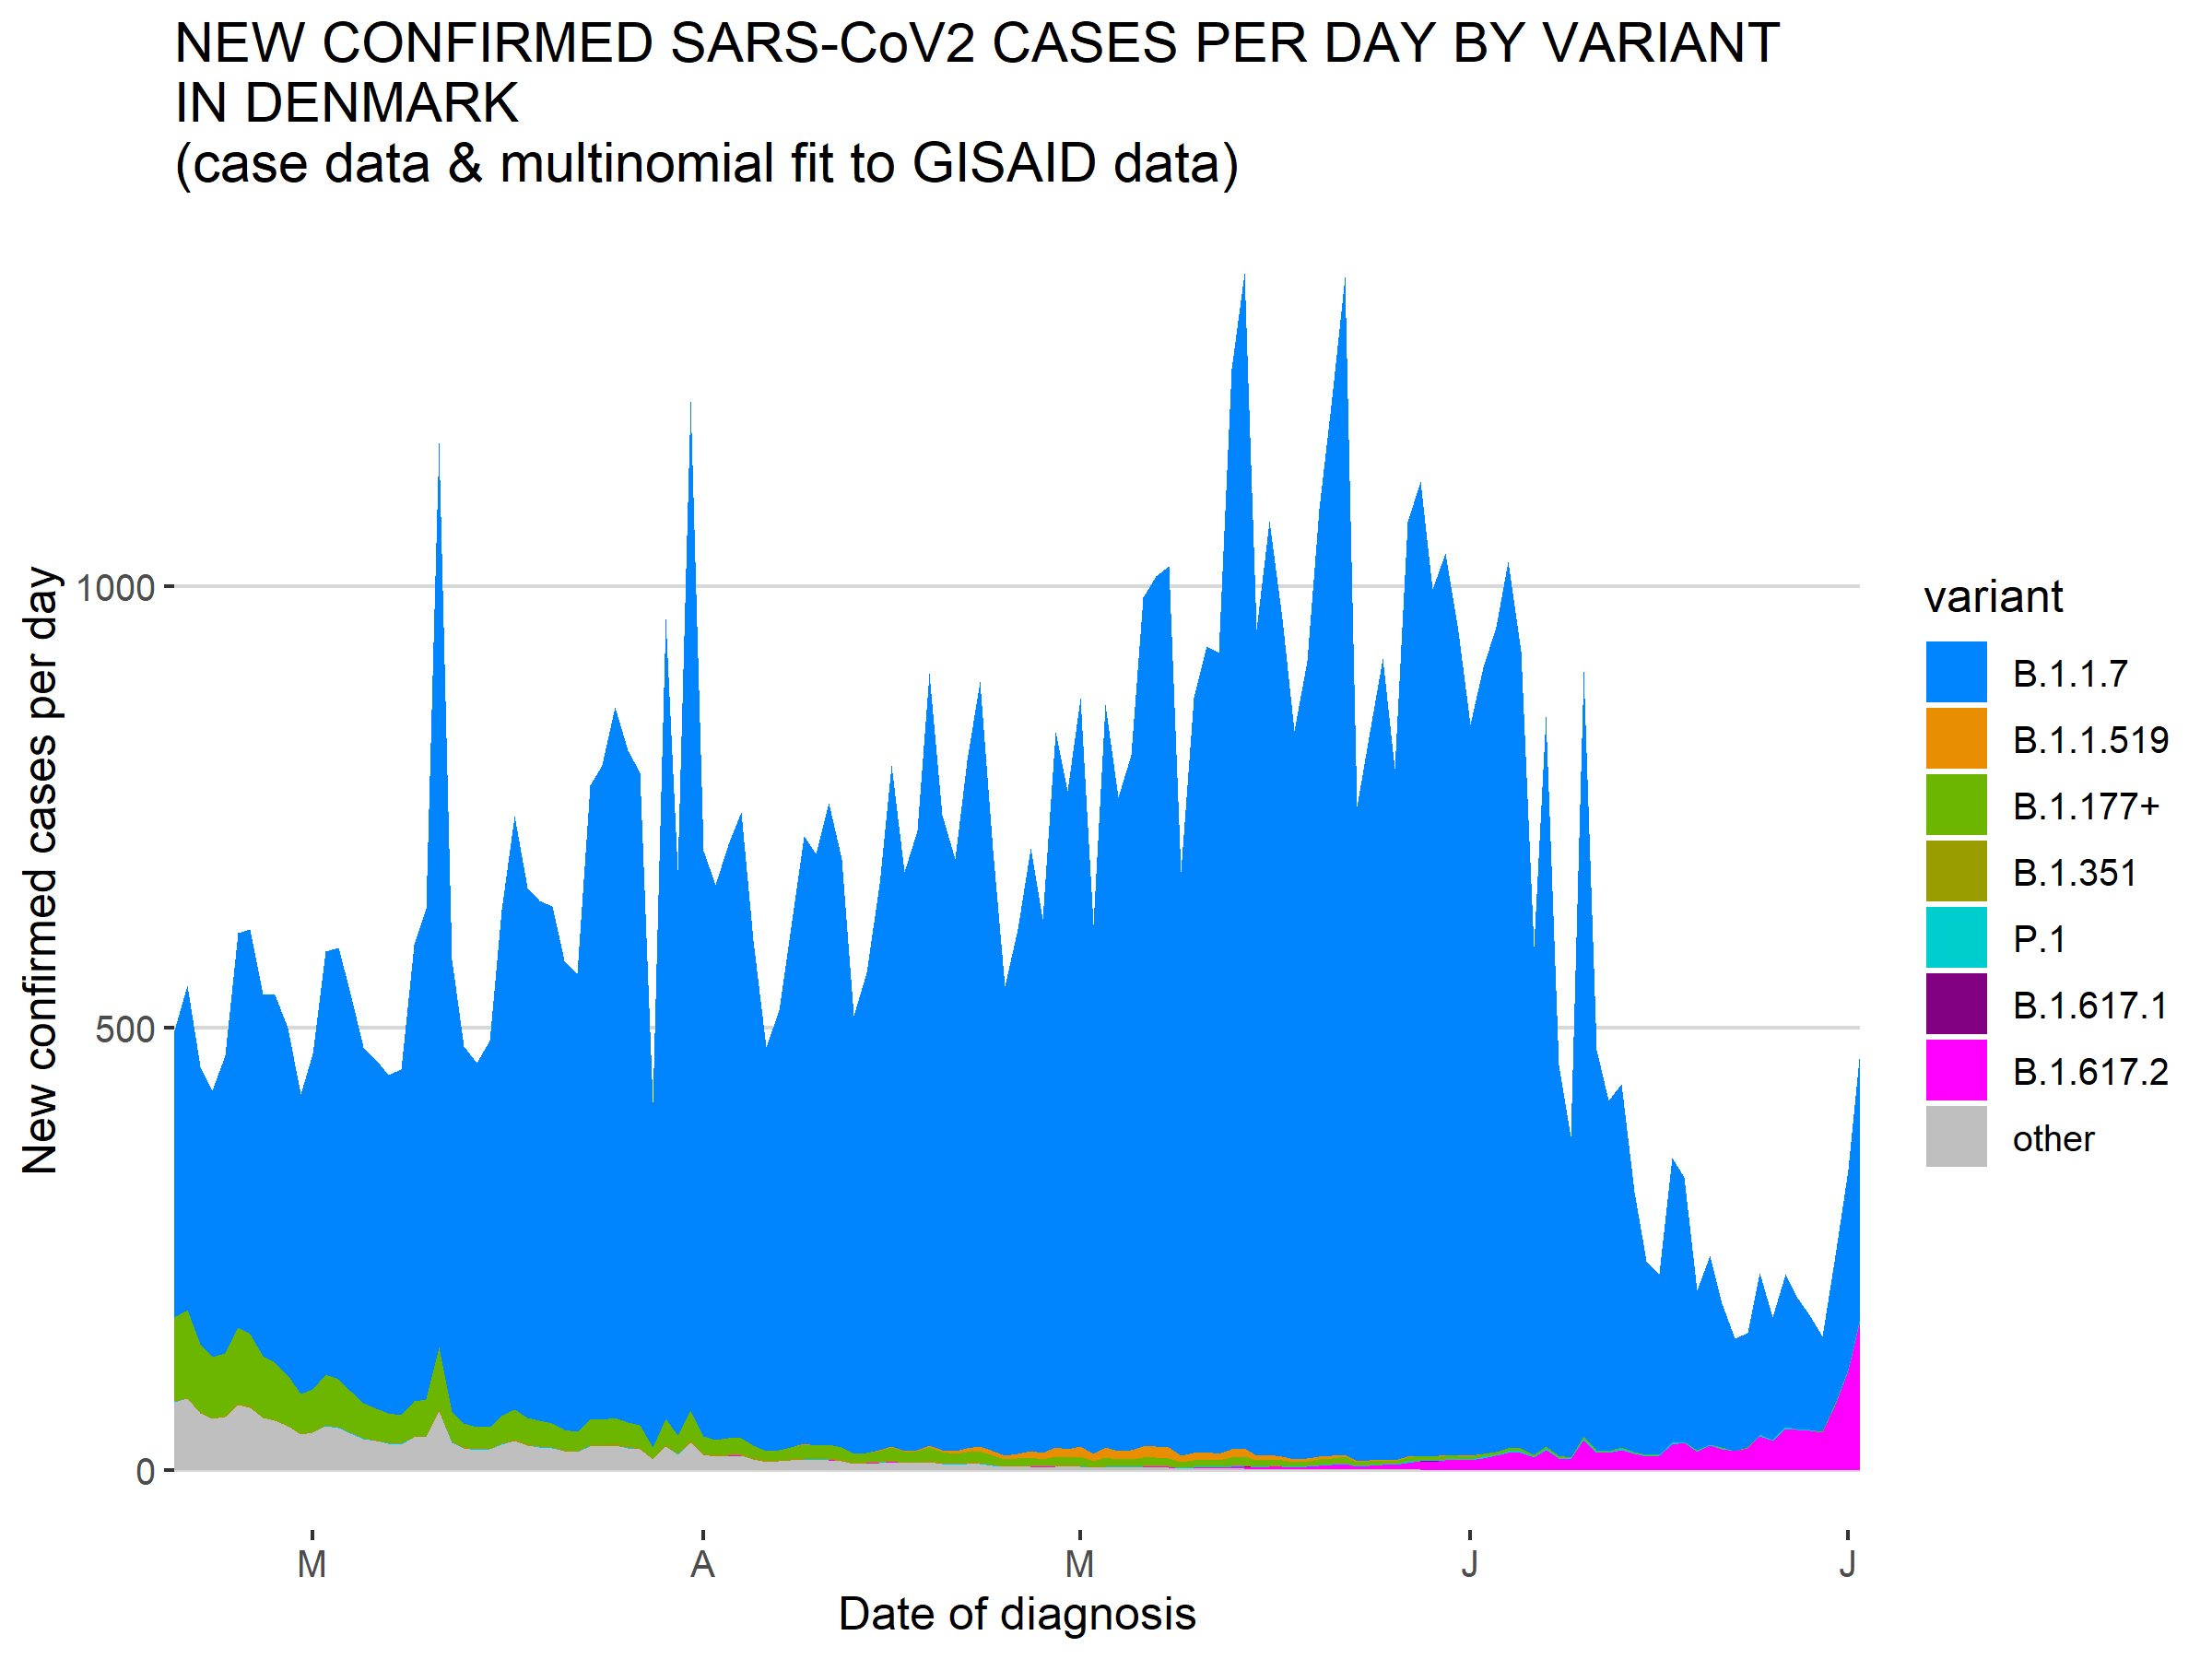 NEW CONFIRMED SARS-CoV2 CASES PER DAY BY VARIANT
IN DENMARK
(case data & multinomial fit to GISAID data)
New confirmed cases per day
1000
500
0
M
A
M
J
J
Date of diagnosis
variant
B.1.1.7
B.1.1.519
B.1.177+
B.1.351
P.1
B.1.617.1
B.1.617.2
other